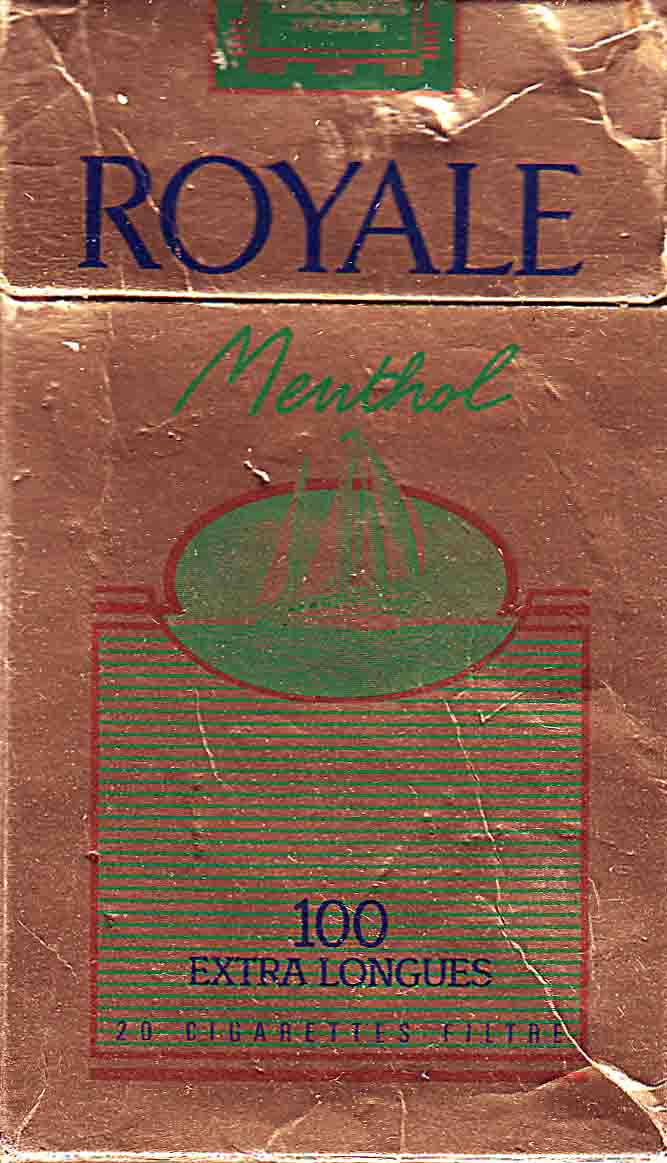 ROYALE
Menthol
100
EXTRA LONGUES
20 CIGARETTES FILTRE